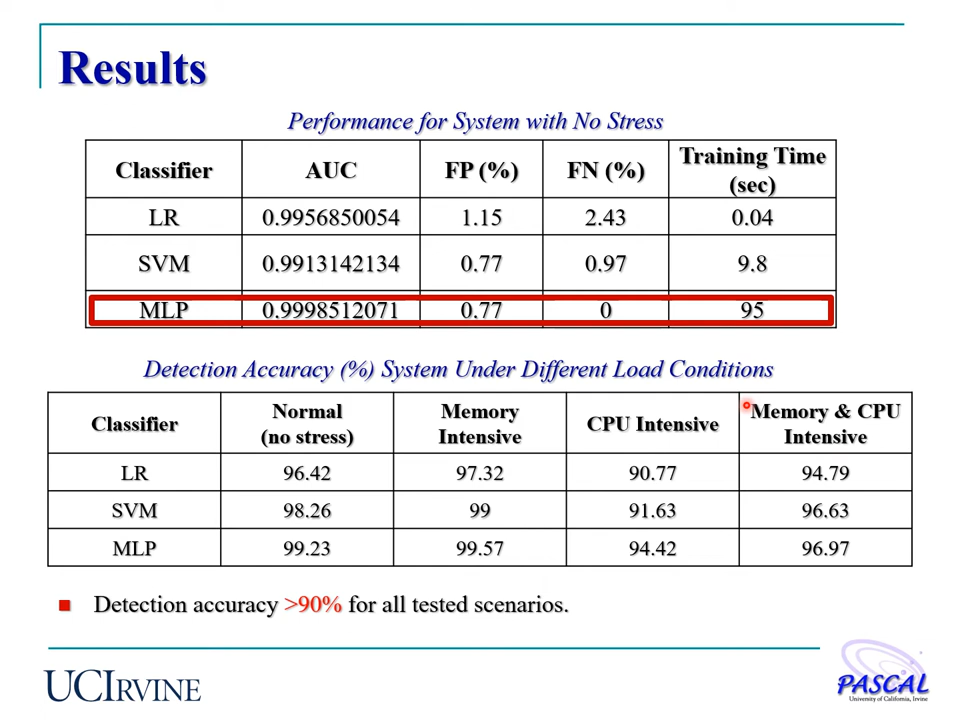 Results
Performance for System with No Stress
Classifier AUC FP (%) FN (%) Training Time (sec)
LR 0.9956850054 1.15 2.43 0.04
SVM 0.9913142134 0.77 0.97 9.8
MLP 0.9998512071 0.77 0 95
Detection Accuracy (%) System Under Different Load Conditions
Classifier Normal (no stress) Memory Intensive CPU Intensive Memory & CPU Intensive
LR 96.42 97.32 90.77 94.79
SVM 98.26 99 91.63 96.63
MLP 99.23 99.57 94.42 96.97
Detection accuracy >90% for all tested scenarios.
UCIRVINE
PASCAL
University of California, Irvine